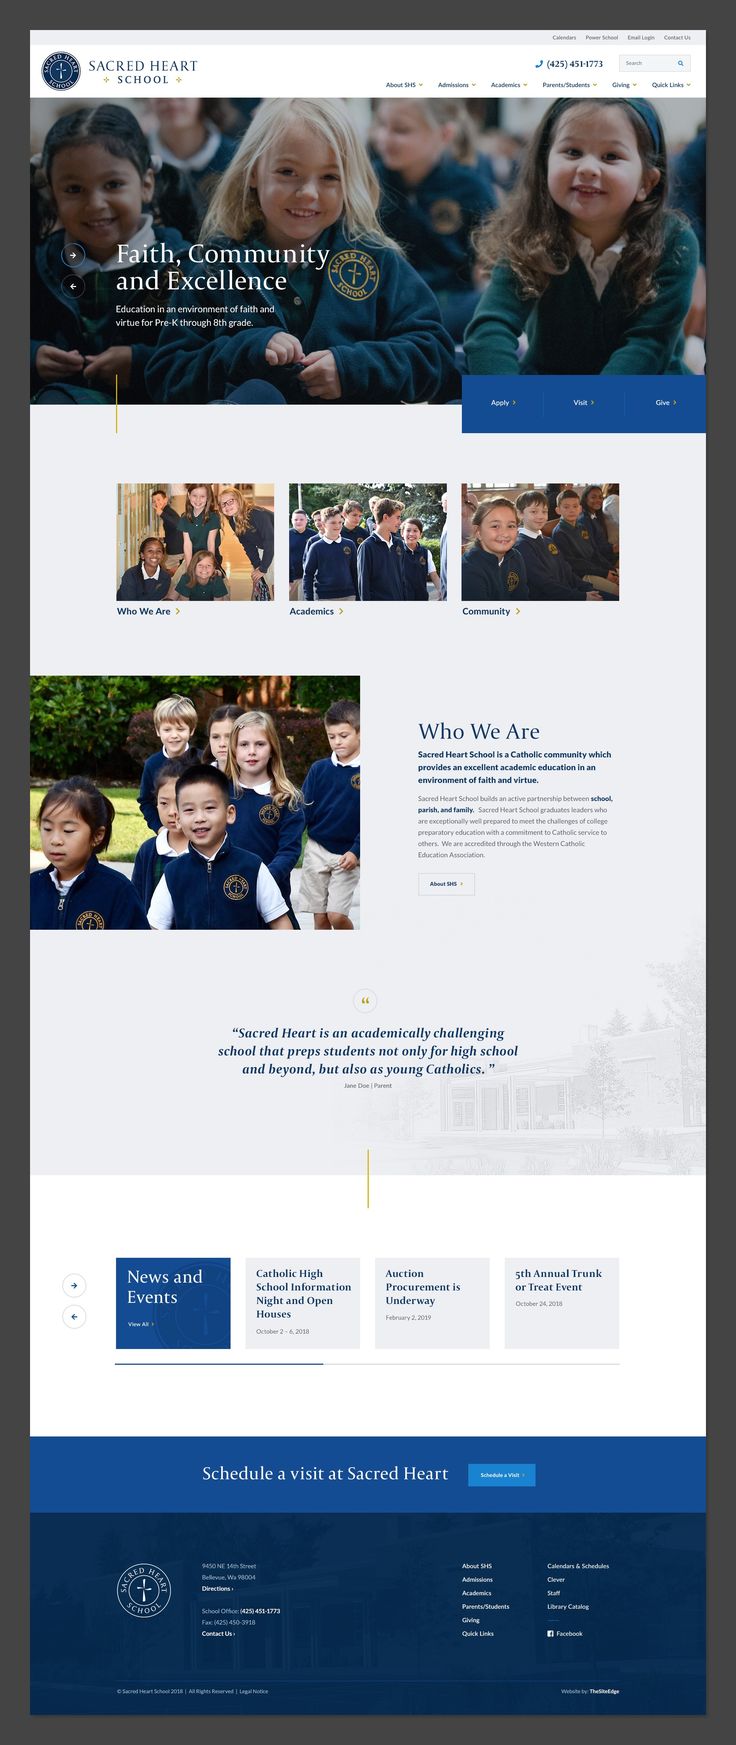 Calendars Power School Email Login Contact Us
SACRED HEART
SCHOOL
SACRED HEART
SCHOOL
(425) 451-1773
Search
About SHS Admissions Academics Parents/Students Giving Quick Links
Faith, Community
and Excellence
SACRED HEART
SCHOOL
Education in an environment of faith and
virtue for Pre-K through 8th grade.
Apply Visit Give
Who We Are Academics Community
Who We Are
Sacred Heart School is a Catholic community which
provides an excellent academic education in an
environment of faith and virtue.
Sacred Heart School builds an active partnership between school,
parish, and family. Sacred Heart School graduates leaders who
are exceptionally well prepared to meet the challenges of college
preparatory education with a commitment to Catholic service to
others. We are accredited through the Western Catholic
Education Association.
About SHS
“
“Sacred Heart is an academically challenging
school that preps students not only for high school
and beyond, but also as young Catholics. ”
Jane Doe | Parent
News and
Events
View All
Catholic High
School Information
Night and Open
Houses
October 2 – 6, 2018
Auction
Procurement is
Underway
February 2, 2019
5th Annual Trunk
or Treat Event
October 24, 2018
Schedule a visit at Sacred Heart
Schedule a Visit
SACRED HEART
SCHOOL
9450 NE 14th Street
Bellevue, Wa 98004
Directions ›
School Office: (425) 451-1773
Fax: (425) 450-3918
Contact Us ›
About SHS
Admissions
Academics
Parents/Students
Giving
Quick Links
Calendars & Schedules
Clever
Staff
Library Catalog
Facebook
© Sacred Heart School 2018 | All Rights Reserved | Legal Notice
Website by: TheSiteEdge